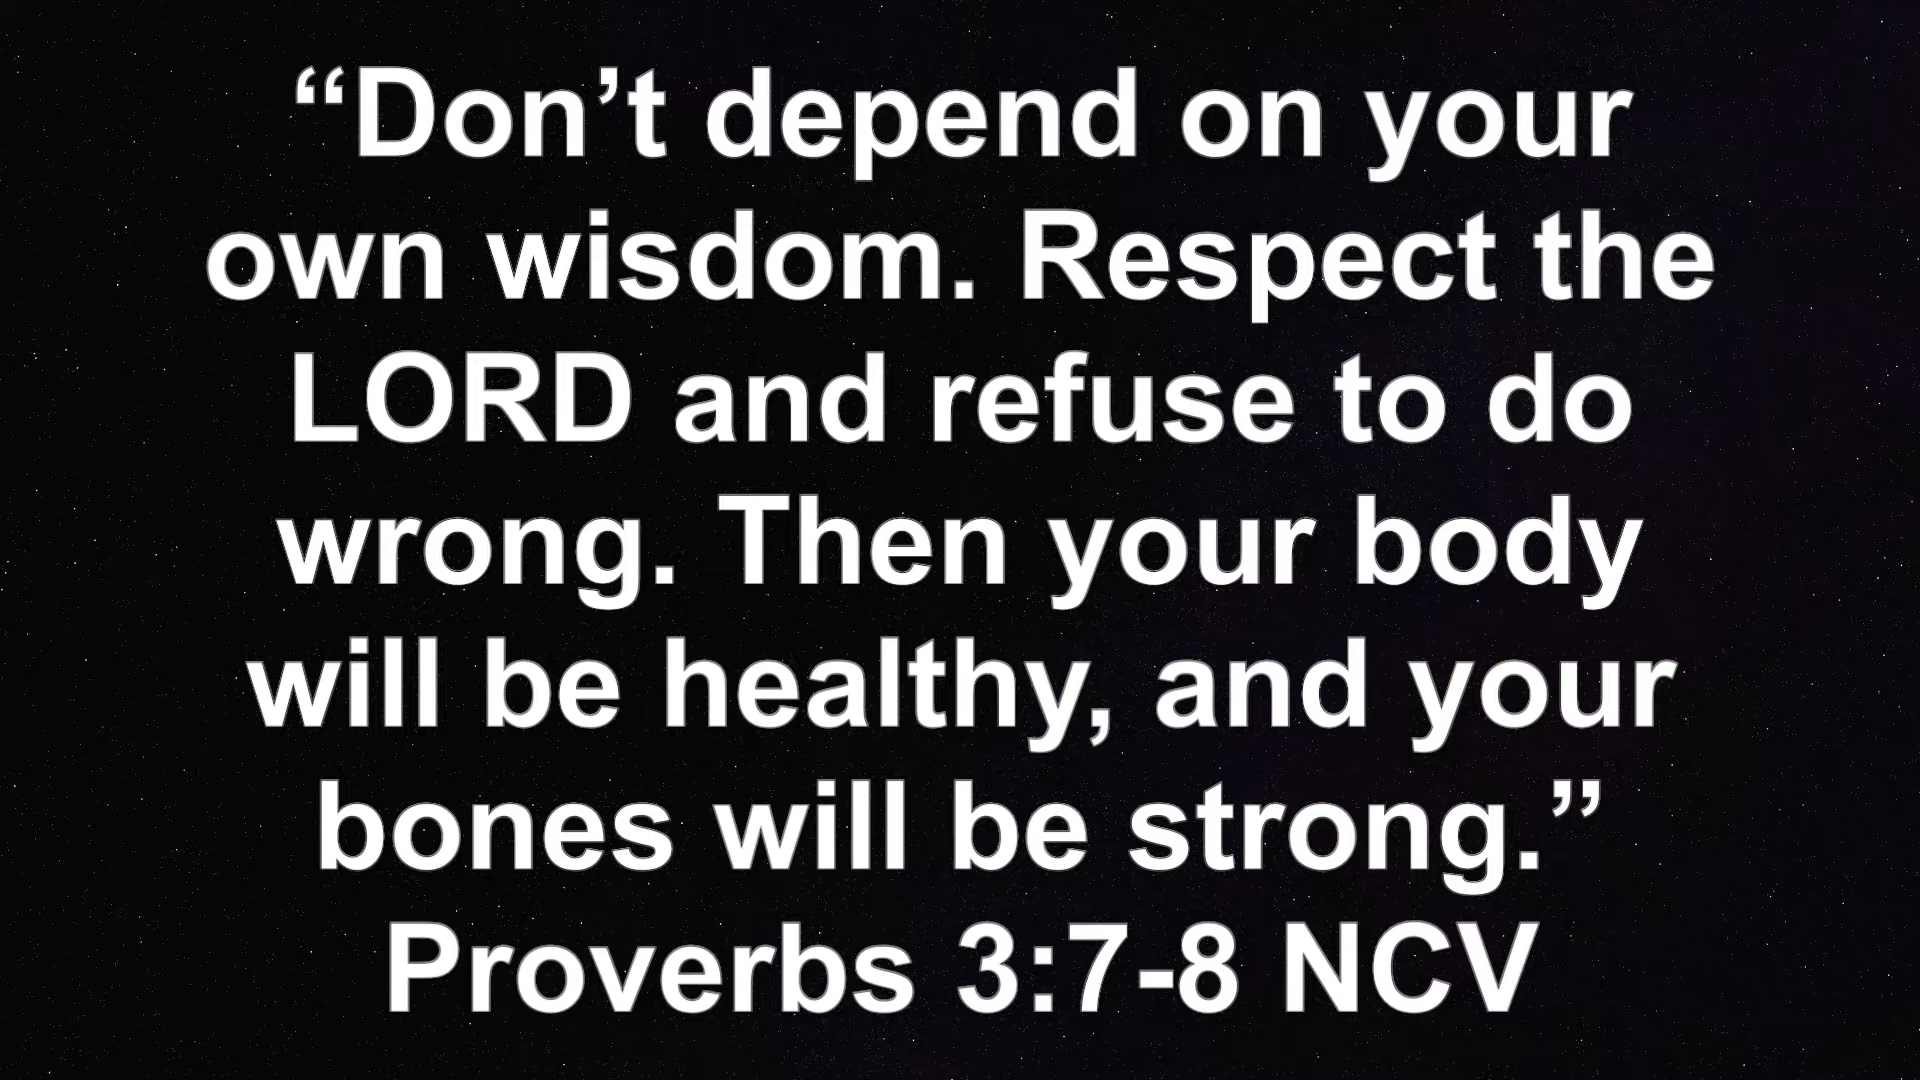 “Don’t depend on your
own wisdom. Respect the
LORD and refuse to do
wrong. Then your body
will be healthy, and your
bones will be strong.”
Proverbs 3:7-8 NCV